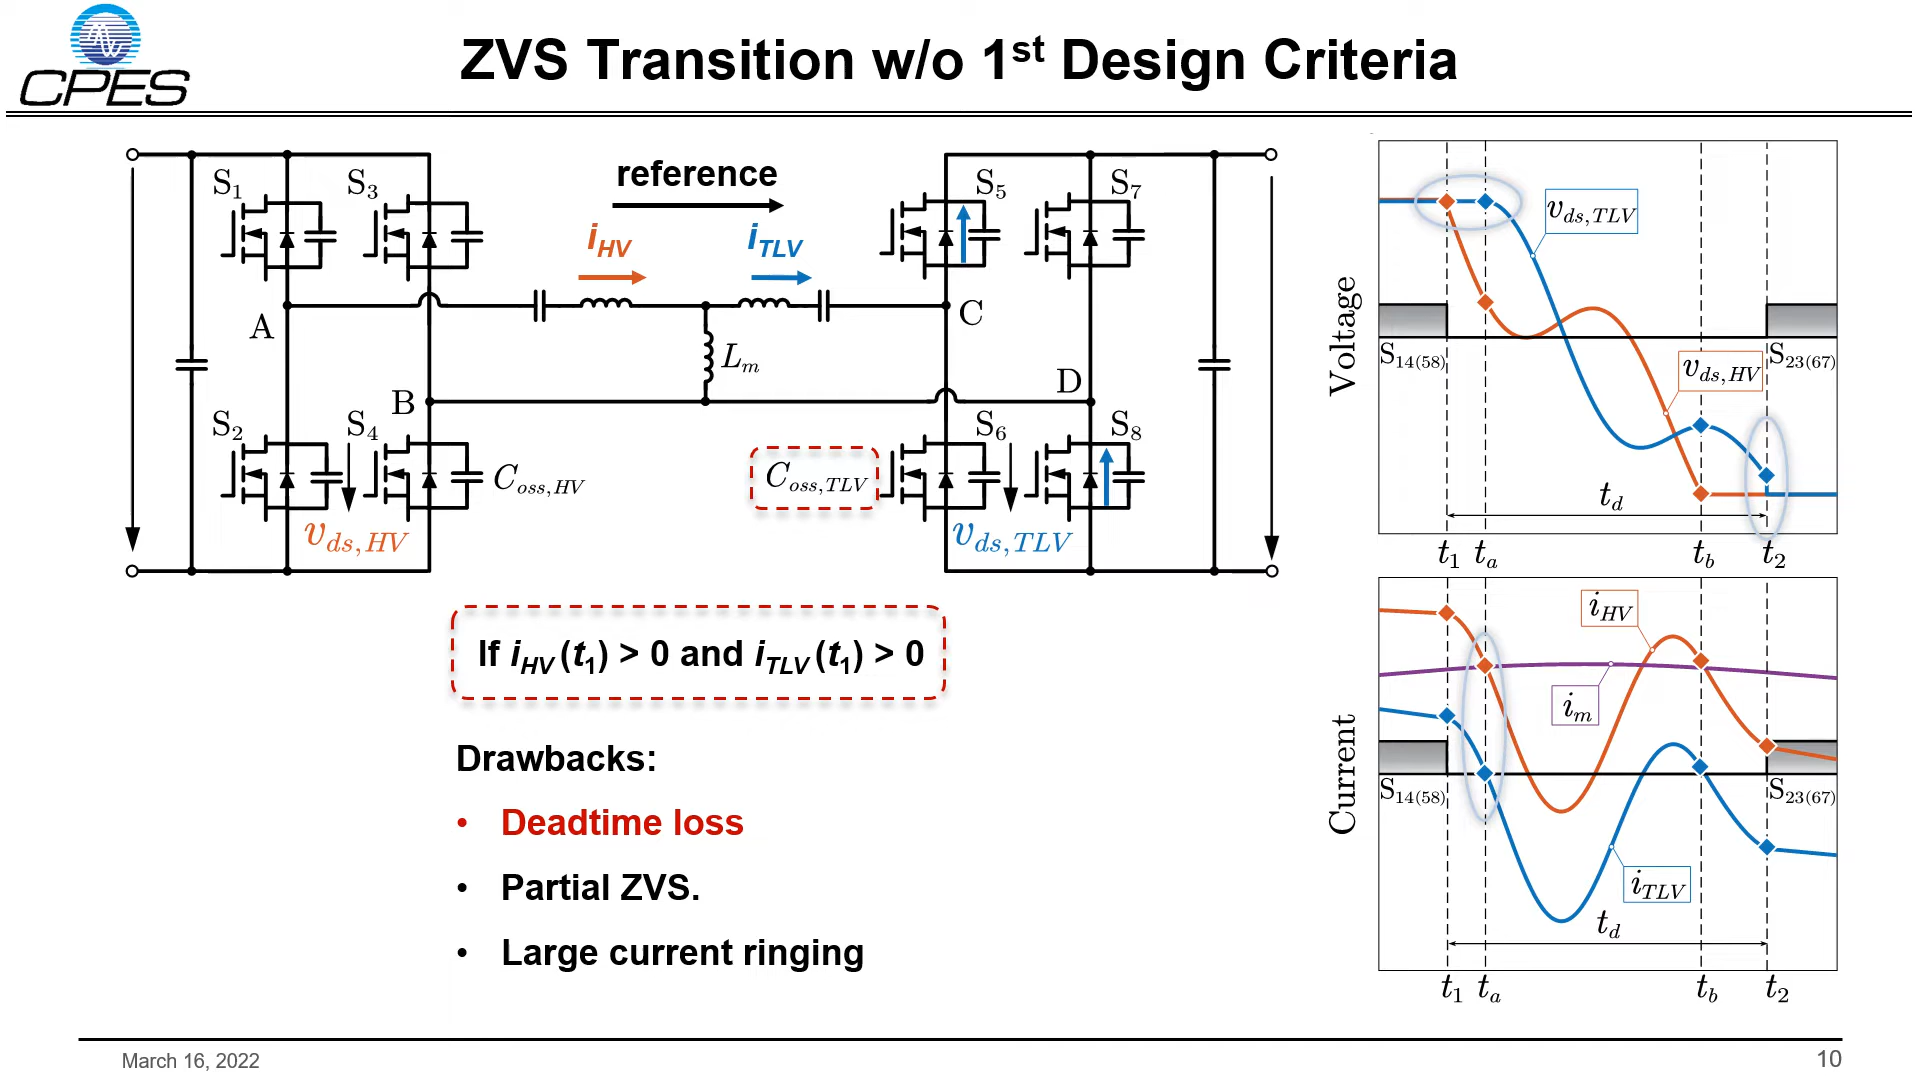 CPES
ZVS Transition w/o 1st Design Criteria
S1
S3
reference
S5
S7
iHV
iTLV
A
C
Lm
B
D
S2
S4
S6
S8
Coss,HV
Coss,TLV
vds,HV
vds,TLV
If iHV (t1) > 0 and iTLV (t1) > 0
Drawbacks:
• Deadtime loss
• Partial ZVS.
• Large current ringing
Voltage
vds,TLV
S14(58)
vds,HV
S23(67)
td
t1 ta tb t2
Current
iHV
im
S14(58)
S23(67)
iTLV
td
t1 ta tb t2
March 16, 2022
10